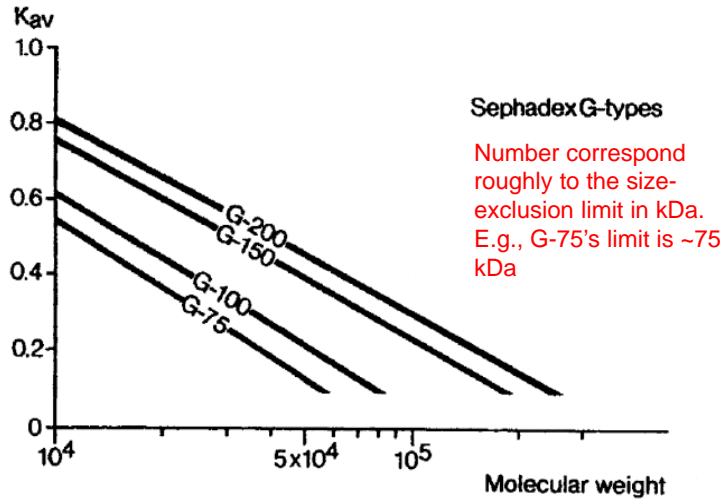 Kav
1.0
0.8
0.6
0.4
0.2
0
Sephadex G-types
Number correspond
roughly to the size-
exclusion limit in kDa.
E.g., G-75's limit is ~75
kDa
G-200
G-150
G-100
G-75
10⁴
5x10⁴
10⁵
Molecular weight